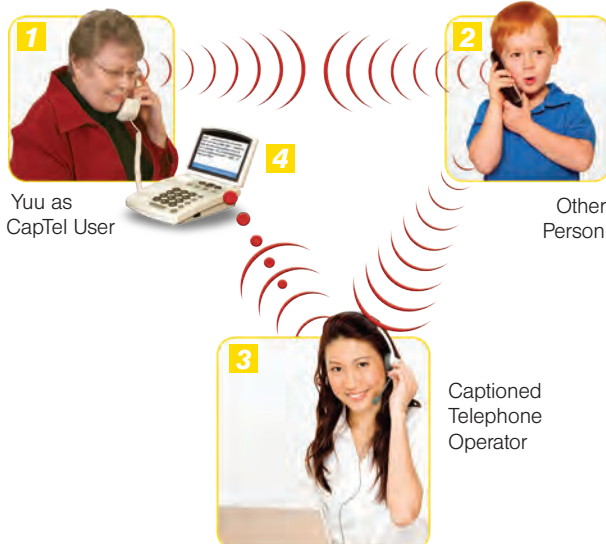 1
2
4
Yuu as
CapTel User
Other
Person
3
Captioned
Telephone
Operator